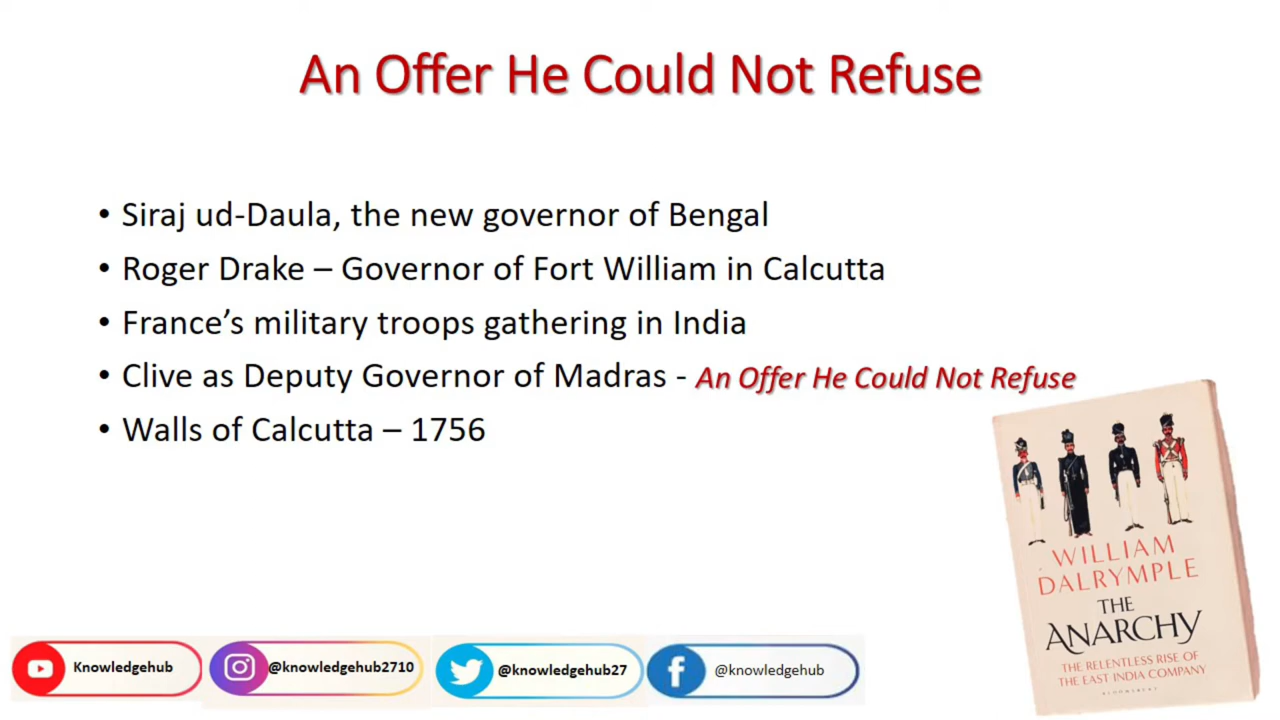 An Offer He Could Not Refuse
• Siraj ud-Daula, the new governor of Bengal
• Roger Drake – Governor of Fort William in Calcutta
• France’s military troops gathering in India
• Clive as Deputy Governor of Madras - An Offer He Could Not Refuse
• Walls of Calcutta – 1756
WILLIAM
DALRYMPLE
THE
ANARCHY
THE RELENTLESS RISE OF
THE EAST INDIA COMPANY
BLOOMSBURY
Knowledgehub
@knowledgehub2710
@knowledgehub27
@knowledgehub